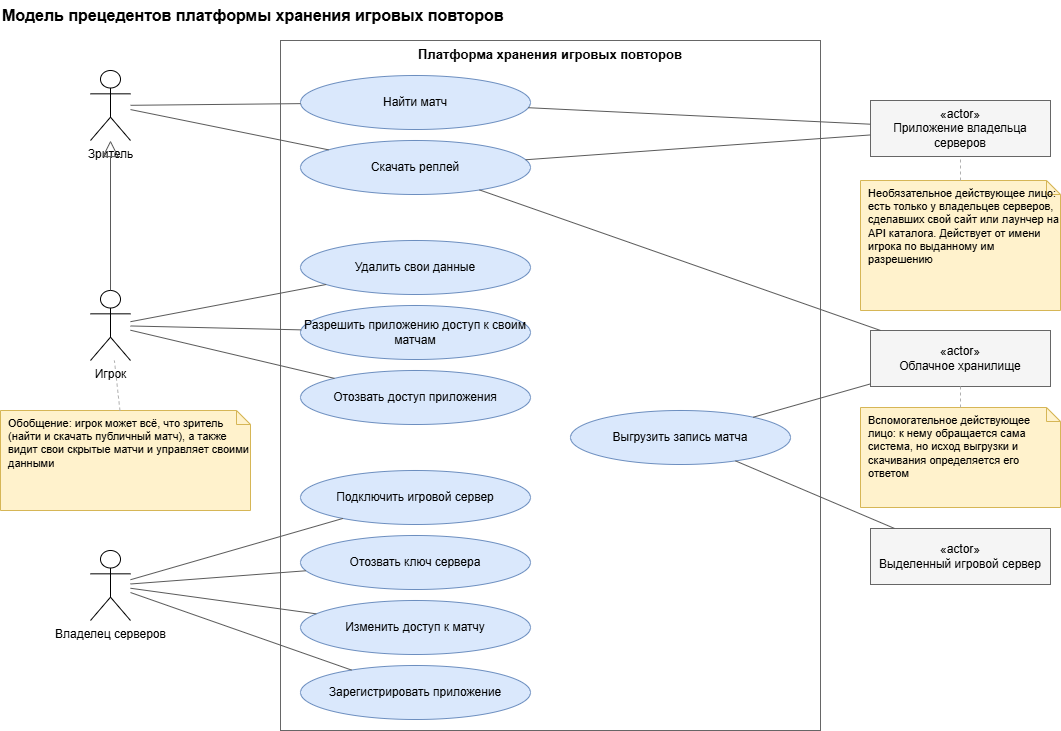 Модель прецедентов платформы хранения игровых повторов
Платформа хранения игровых повторов
Найти матч
Скачать реплей
Зритель
«actor»
Приложение владельца
серверов
Необязательное действующее лицо:
есть только у владельцев серверов,
сделавших свой сайт или лаунчер на
API каталога. Действует от имени
игрока по выданному им
разрешению
Удалить свои данные
Разрешить приложению доступ к своим
матчам
Отозвать доступ приложения
Игрок
«actor»
Облачное хранилище
Обобщение: игрок может всё, что зритель
(найти и скачать публичный матч), а также
видит свои скрытые матчи и управляет своими
данными
Выгрузить запись матча
Вспомогательное действующее
лицо: к нему обращается сама
система, но исход выгрузки и
скачивания определяется его
ответом
Подключить игровой сервер
Отозвать ключ сервера
Изменить доступ к матчу
Зарегистрировать приложение
Владелец серверов
«actor»
Выделенный игровой сервер